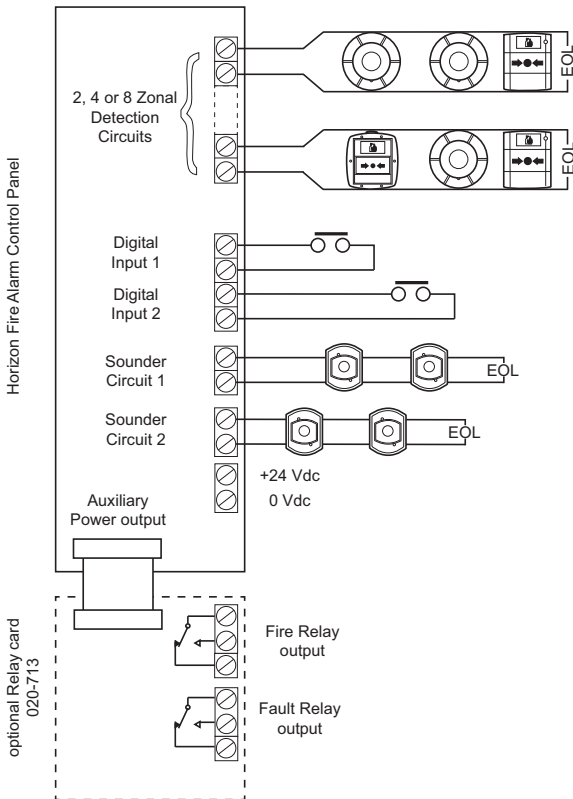 Horizon Fire Alarm Control Panel
2, 4 or 8 Zonal
Detection
Circuits
EOL
EOL
Digital
Input 1
Digital
Input 2
Sounder
Circuit 1
EOL
Sounder
Circuit 2
EOL
+24 Vdc
0 Vdc
Auxiliary
Power output
optional Relay card
020-713
Fire Relay
output
Fault Relay
output